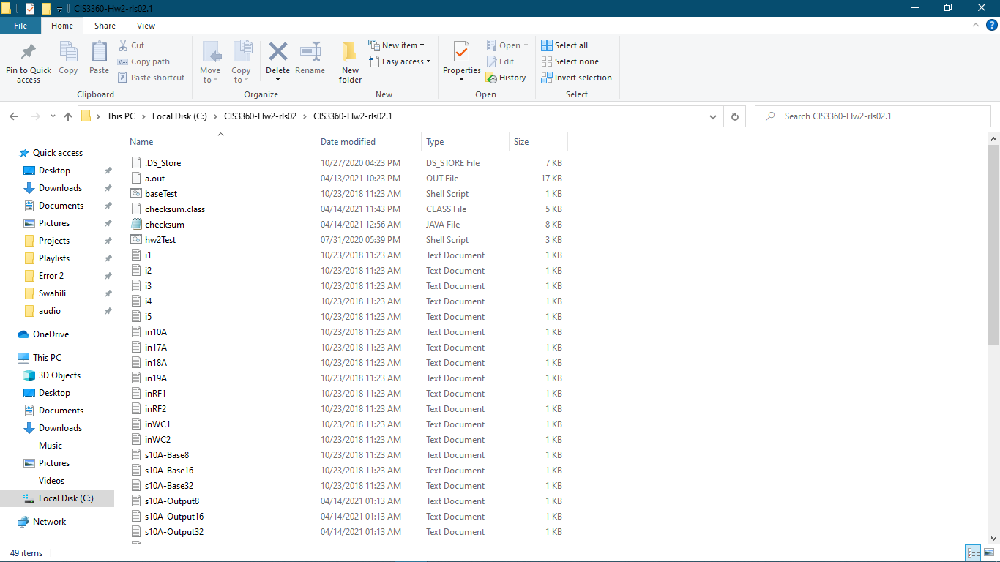 CIS3360-Hw2-rls02.1
File Home Share View
Pin to Quick access
Copy
Paste
Cut
Copy path
Paste shortcut
Clipboard
Move to
Copy to
Delete
Rename
Organize
New folder
New item
Easy access
New
Properties
Open
Edit
History
Open
Select all
Select none
Invert selection
Select
This PC Local Disk (C:) CIS3360-Hw2-rls02 CIS3360-Hw2-rls02.1
Search CIS3360-Hw2-rls02.1
Quick access
Desktop
Downloads
Documents
Pictures
Projects
Playlists
Error 2
Swahili
audio
OneDrive
This PC
3D Objects
Desktop
Documents
Downloads
Music
Pictures
Videos
Local Disk (C:)
Network
Name Date modified Type Size
.DS_Store 10/27/2020 04:23 PM DS_STORE File 7 KB
a.out 04/13/2021 10:23 PM OUT File 17 KB
baseTest 10/23/2018 11:23 AM Shell Script 1 KB
checksum.class 04/14/2021 11:43 PM CLASS File 5 KB
checksum 04/14/2021 12:56 AM JAVA File 8 KB
hw2Test 07/31/2020 05:39 PM Shell Script 3 KB
i1 10/23/2018 11:23 AM Text Document 1 KB
i2 10/23/2018 11:23 AM Text Document 1 KB
i3 10/23/2018 11:23 AM Text Document 1 KB
i4 10/23/2018 11:23 AM Text Document 1 KB
i5 10/23/2018 11:23 AM Text Document 1 KB
in10A 10/23/2018 11:23 AM Text Document 1 KB
in17A 10/23/2018 11:23 AM Text Document 1 KB
in18A 10/23/2018 11:23 AM Text Document 1 KB
in19A 10/23/2018 11:23 AM Text Document 1 KB
inRF1 10/23/2018 11:23 AM Text Document 1 KB
inRF2 10/23/2018 11:23 AM Text Document 1 KB
inWC1 10/23/2018 11:23 AM Text Document 1 KB
inWC2 10/23/2018 11:23 AM Text Document 1 KB
s10A-Base8 10/23/2018 11:23 AM Text Document 1 KB
s10A-Base16 10/23/2018 11:23 AM Text Document 1 KB
s10A-Base32 10/23/2018 11:23 AM Text Document 1 KB
s10A-Output8 04/14/2021 01:13 AM Text Document 1 KB
s10A-Output16 04/14/2021 01:13 AM Text Document 1 KB
s10A-Output32 04/14/2021 01:13 AM Text Document 1 KB
49 items